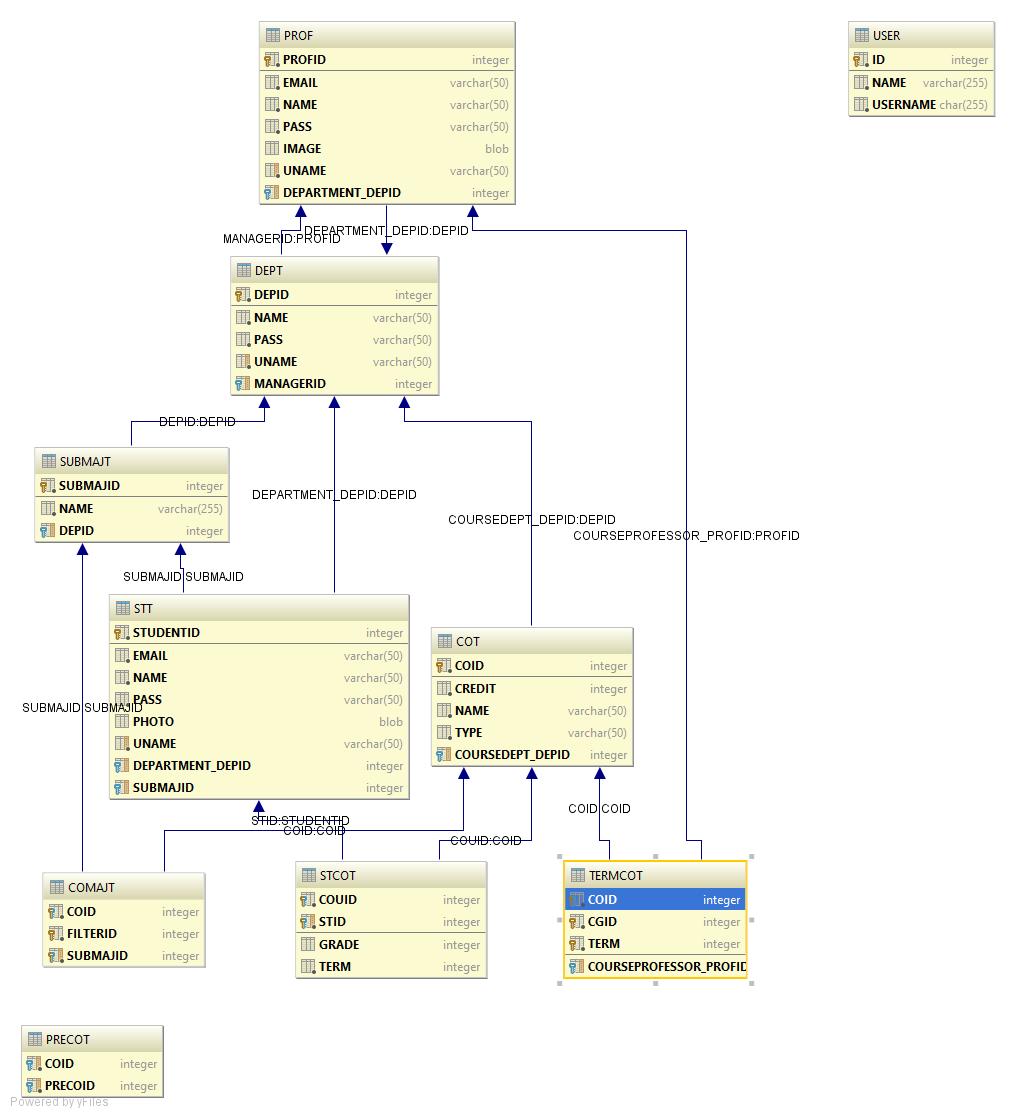 PROF
PROFID integer
EMAIL varchar(50)
NAME varchar(50)
PASS varchar(50)
IMAGE blob
UNAME varchar(50)
DEPARTMENT_DEPID integer
USER
ID integer
NAME varchar(255)
USERNAME char(255)
DEPARTMENT_DEPID:DEPID
MANAGERID:PROFID
DEPT
DEPID integer
NAME varchar(50)
PASS varchar(50)
UNAME varchar(50)
MANAGERID integer
DEPID:DEPID
SUBMAJT
SUBMAJID integer
NAME varchar(255)
DEPID integer
DEPARTMENT_DEPID:DEPID
COURSEDEPT_DEPID:DEPID
COURSEPROFESSOR_PROFID:PROFID
SUBMAJID:SUBMAJID
STT
STUDENTID integer
EMAIL varchar(50)
NAME varchar(50)
PASS varchar(50)
PHOTO blob
UNAME varchar(50)
DEPARTMENT_DEPID integer
SUBMAJID integer
COT
COID integer
CREDIT integer
NAME varchar(50)
TYPE varchar(50)
COURSEDEPT_DEPID integer
SUBMAJID:SUBMAJID
COID:COID
STID:STUDENTID
COID:COID
COUID:COID
COMAJT
COID integer
FILTERID integer
SUBMAJID integer
STCOT
COUID integer
STID integer
GRADE integer
TERM integer
TERMCOT
COID integer
CGID integer
TERM integer
COURSEPROFESSOR_PROFID
PRECOT
COID integer
PRECOID integer
Powered by yFiles